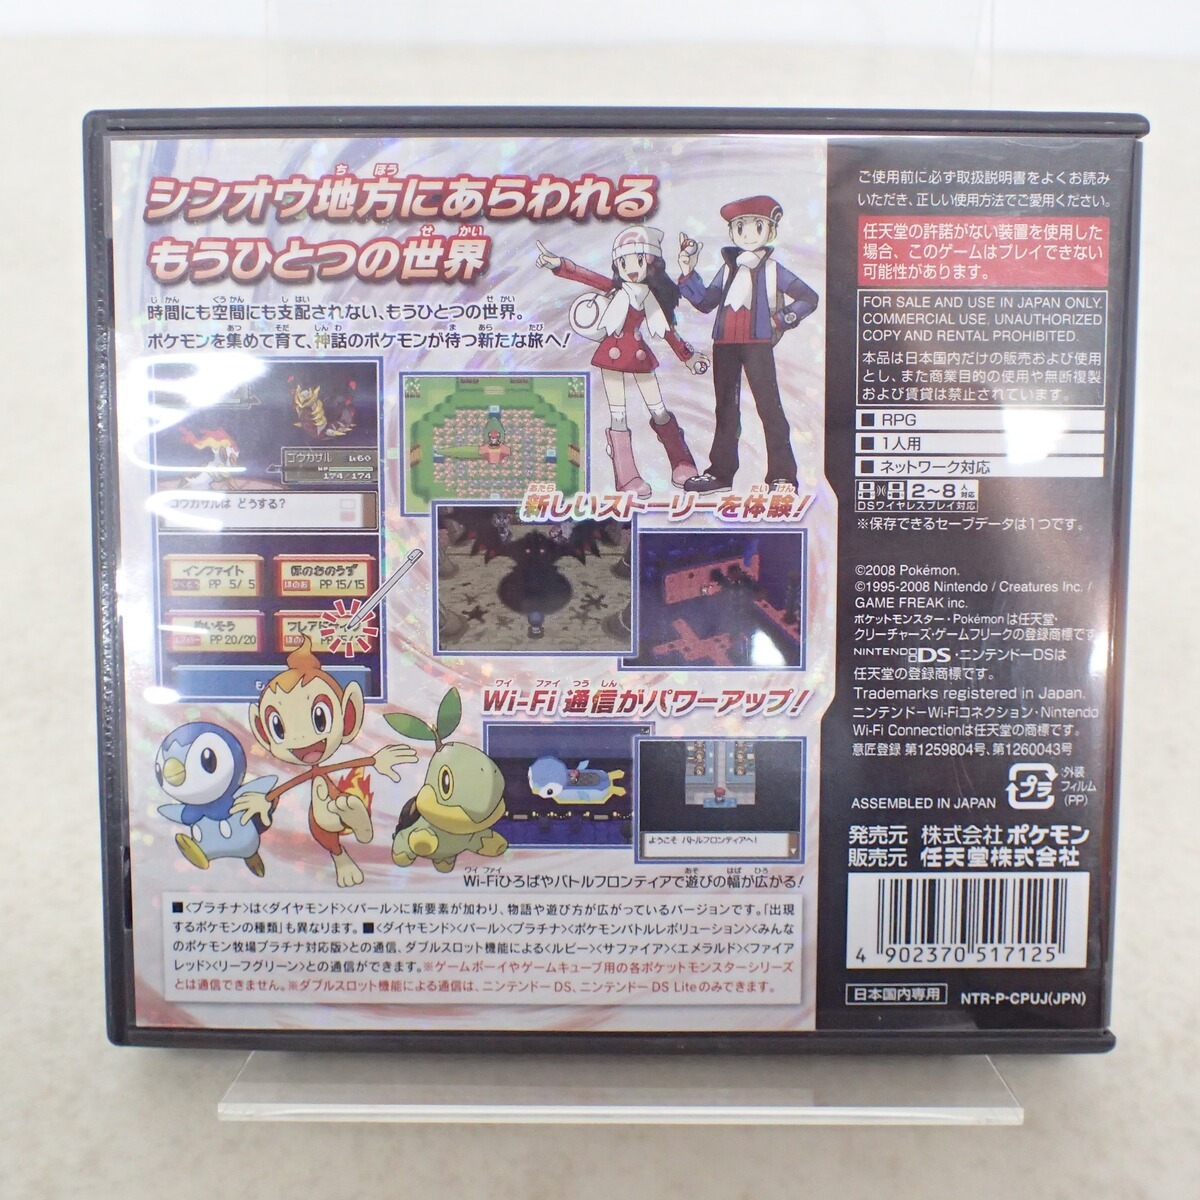 シンオウ地方にあらわれる
もうひとつの世界
時間にも空間にも支配されない、もうひとつの世界。
ポケモンを集めて育て、神話のポケモンが待つ新たな旅へ!
ゴウカザル Lv60
HP
174/174
ゴウカザルは どうする?
インファイト
PP 5/ 5
ほのおのうず
ほのお PP 15/15
PP 20/20
新しいストーリーを体験!
Wi-Fi 通信がパワーアップ!
ようこそ バトルフロンティアへ!
Wi-Fiひろばやバトルフロンティアで遊びの幅が広がる!
■<プラチナ>は<ダイヤモンド><パール>に新要素が加わり、物語や遊び方が広がっているバージョンです。「出現
するポケモンの種類」も異なります。■<ダイヤモンド><パール><プラチナ><ポケモンバトルレボリューション><みんな
のポケモン牧場プラチナ対応版>との通信、ダブルスロット機能による<ルビー><サファイア><エメラルド><ファイア
レッド><リーフグリーン>との通信ができます。※ゲームボーイやゲームキューブ用の各ポケットモンスターシリーズ
とは通信できません。※ダブルスロット機能による通信は、ニンテンドーDS、ニンテンドーDS Liteのみできます。
ご使用前に必ず取扱説明書をよくお読み
いただき、正しい使用方法でご愛用ください。
任天堂の許諾がない装置を使用した
場合、このゲームはプレイできない
可能性があります。
FOR SALE AND USE IN JAPAN ONLY.
COMMERCIAL USE, UNAUTHORIZED
COPY AND RENTAL PROHIBITED.
本品は日本国内だけの販売および使用
とし、また商業目的の使用や無断複製
および賃貸は禁止されています。
■ RPG
■ 1人用
■ ネットワーク対応
2~8人対応
DSワイヤレスプレイ対応
※保存できるセーブデータは1つです。
©2008 Pokémon.
©1995-2008 Nintendo / Creatures Inc. /
GAME FREAK inc.
ポケットモンスター・Pokémonは任天堂・
クリーチャーズ・ゲームフリークの登録商標です。
NINTENDO DS・ニンテンドーDSは
任天堂の登録商標です。
Trademarks registered in Japan.
ニンテンドーWi-Fiコネクション・Nintendo
Wi-Fi Connectionは任天堂の商標です。
意匠登録 第1259804号、第1260043号
ASSEMBLED IN JAPAN
プラ
外装
フィルム
(PP)
発売元 株式会社ポケモン
販売元 任天堂株式会社
4 902370 517125
日本国内専用
NTR-P-CPUJ(JPN)